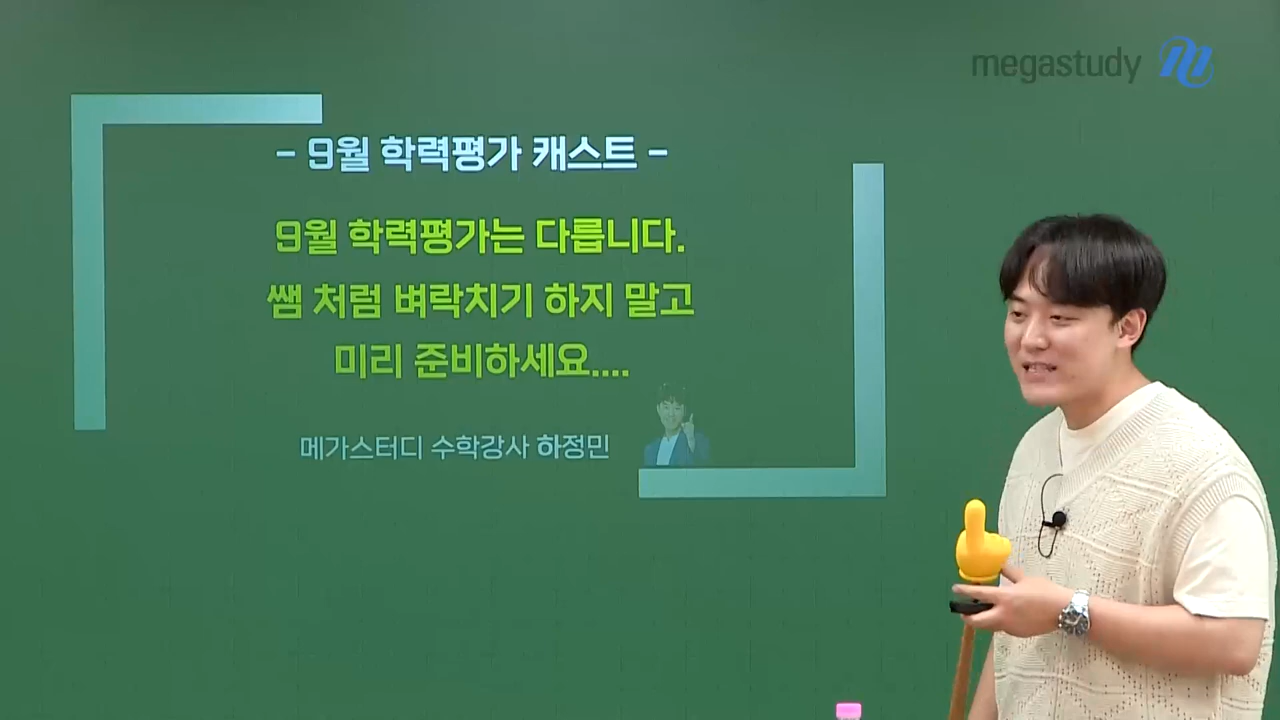 megastudy
- 9월 학력평가 캐스트 -
9월 학력평가는 다릅니다.
쌤 처럼 벼락치기 하지 말고
미리 준비하세요....
메가스터디 수학강사 하정민